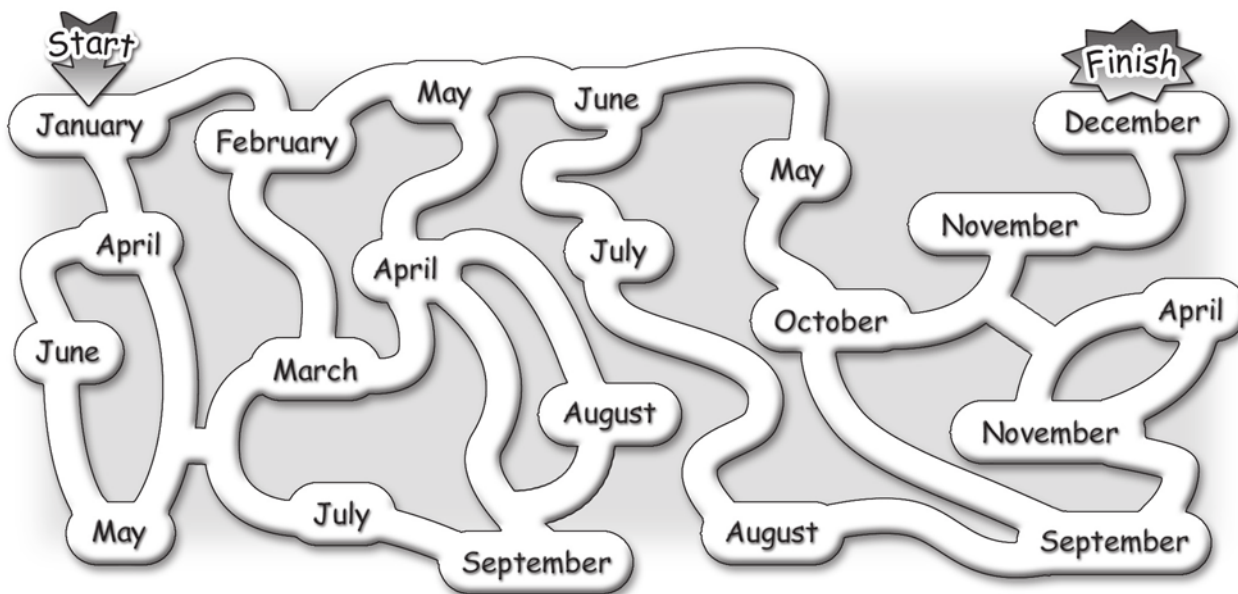 Start
Finish
January
February
May
June
May
December
April
April
July
November
June
March
October
April
August
November
May
July
September
August
September